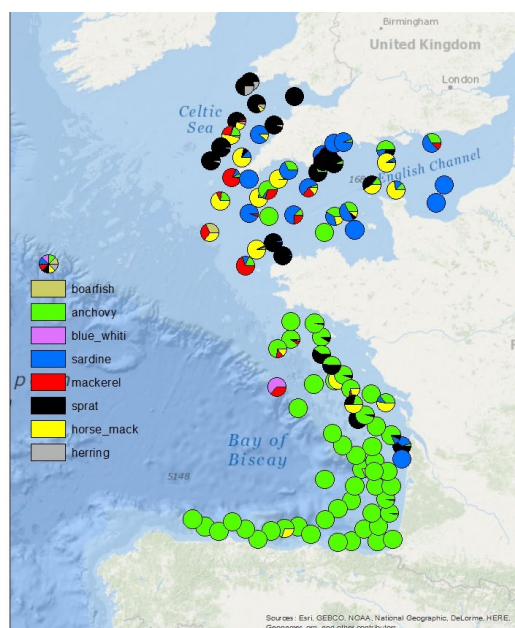 Birmingham
United Kingdom
London
Celtic
Sea
English Channel
168
boarfish
anchovy
blue_whiti
sardine
mackerel
sprat
horse_mack
herring
Bay of
Biscay
5148
Sources: Esri, GEBCO, NOAA, National Geographic, DeLorme, HERE,